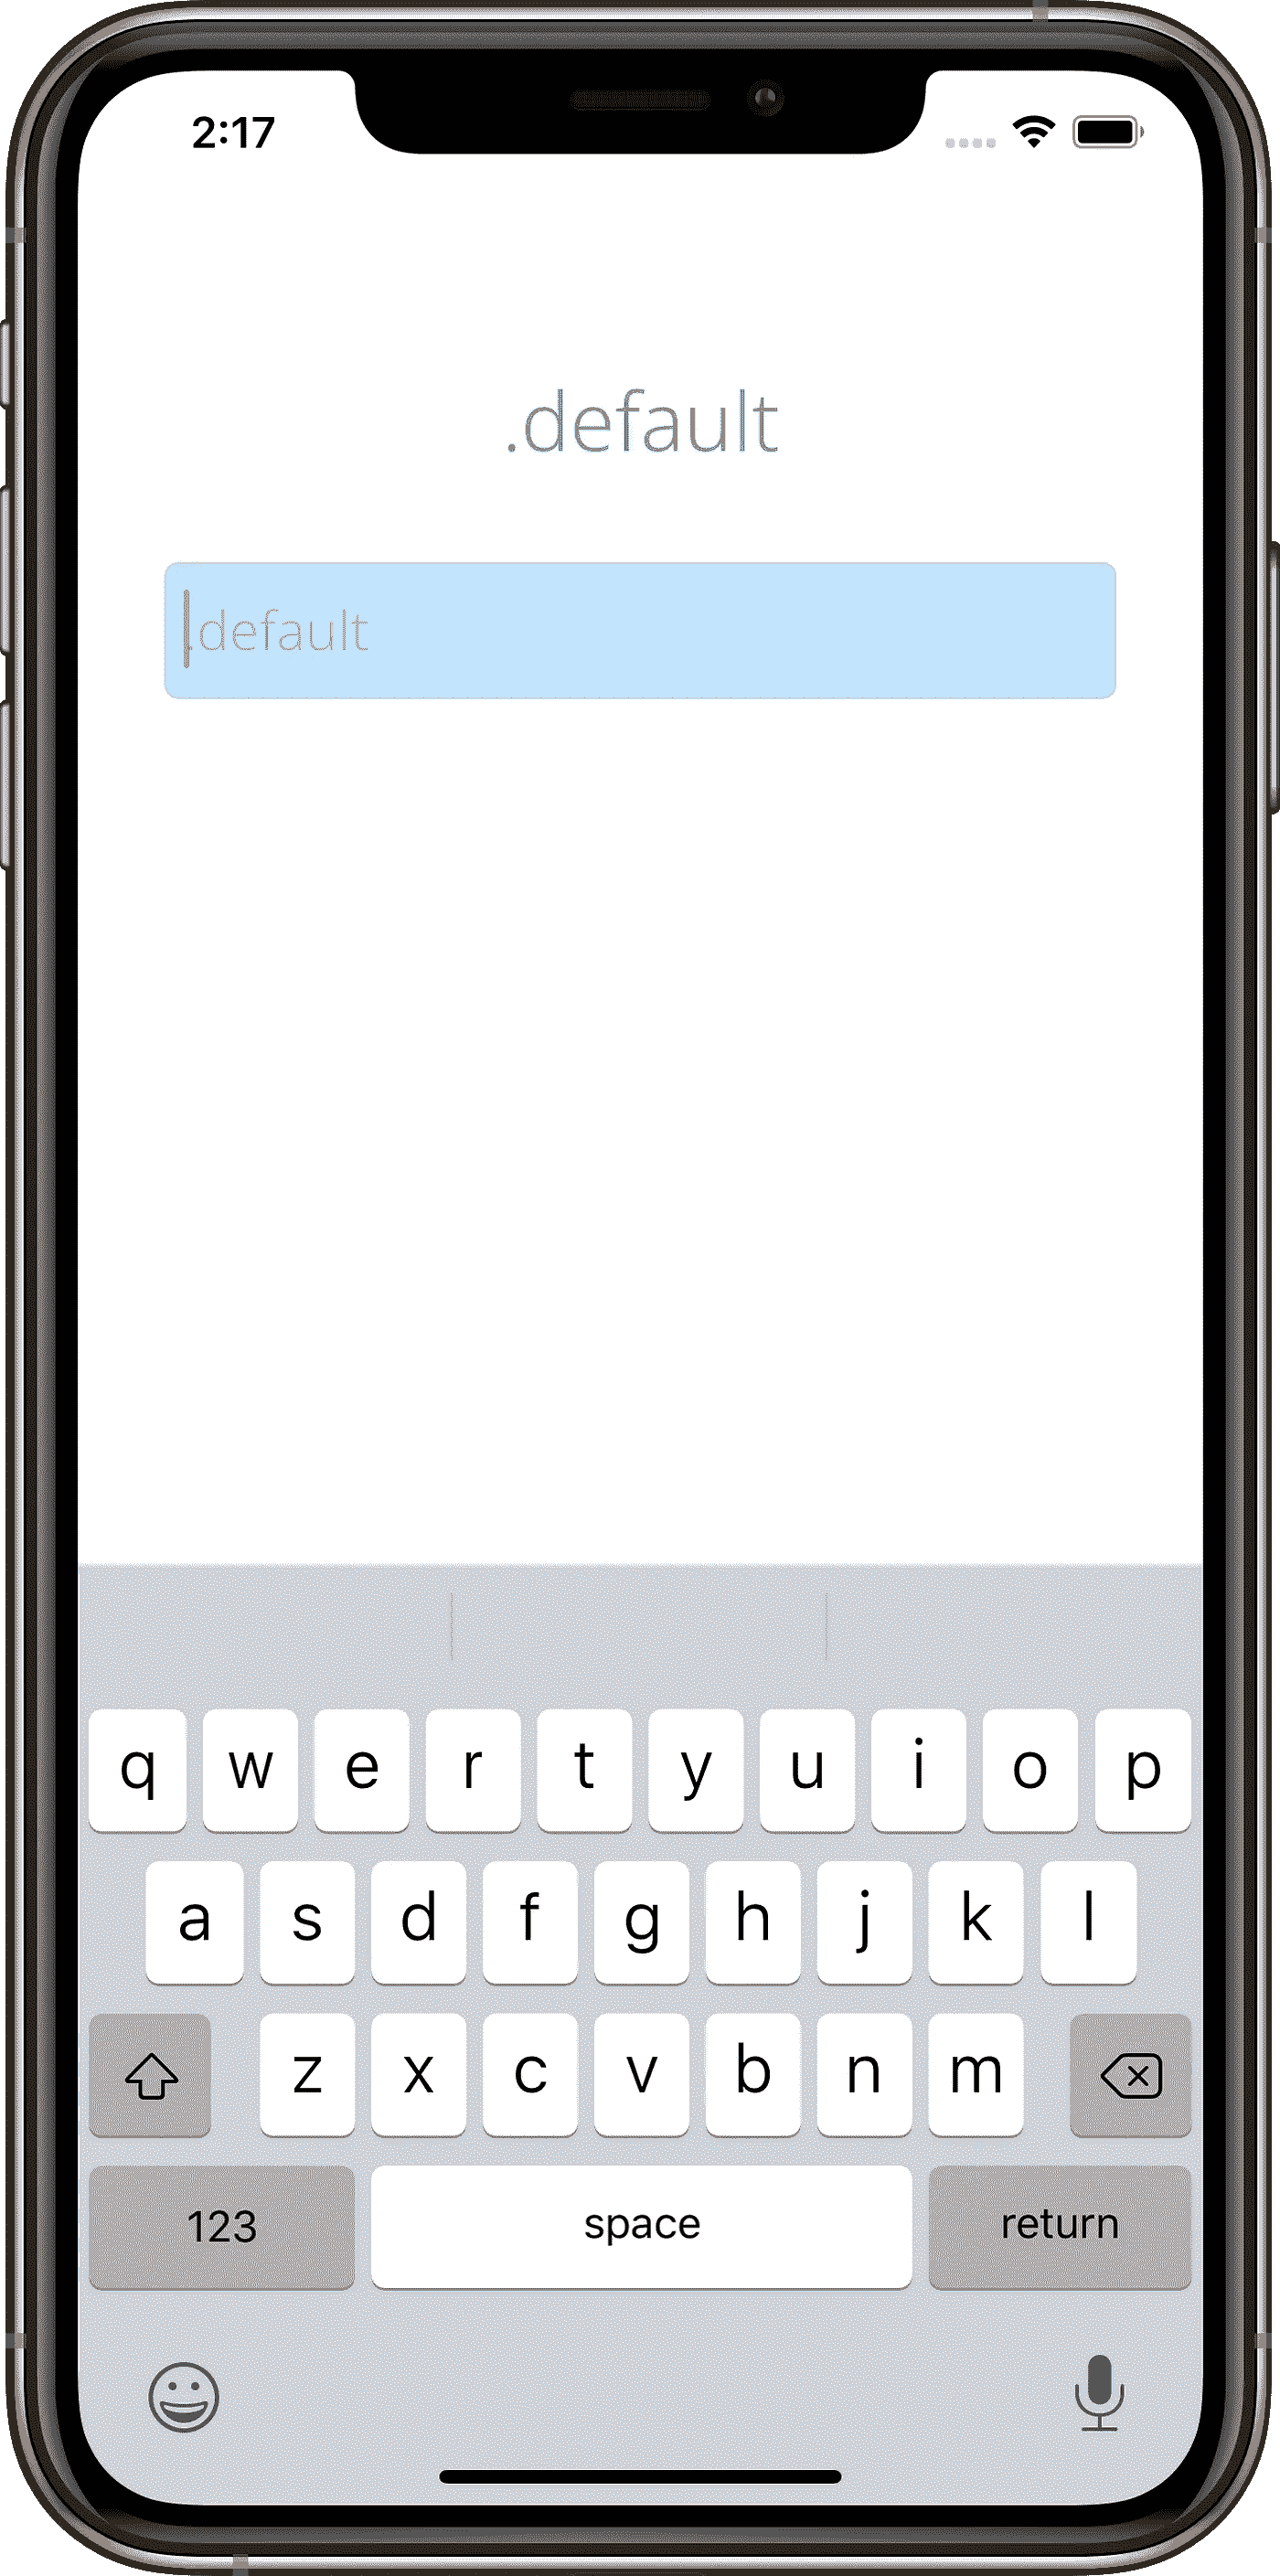 2:17
.default
.default
q w e r t y u i o p
a s d f g h j k l
z x c v b n m
123 space return